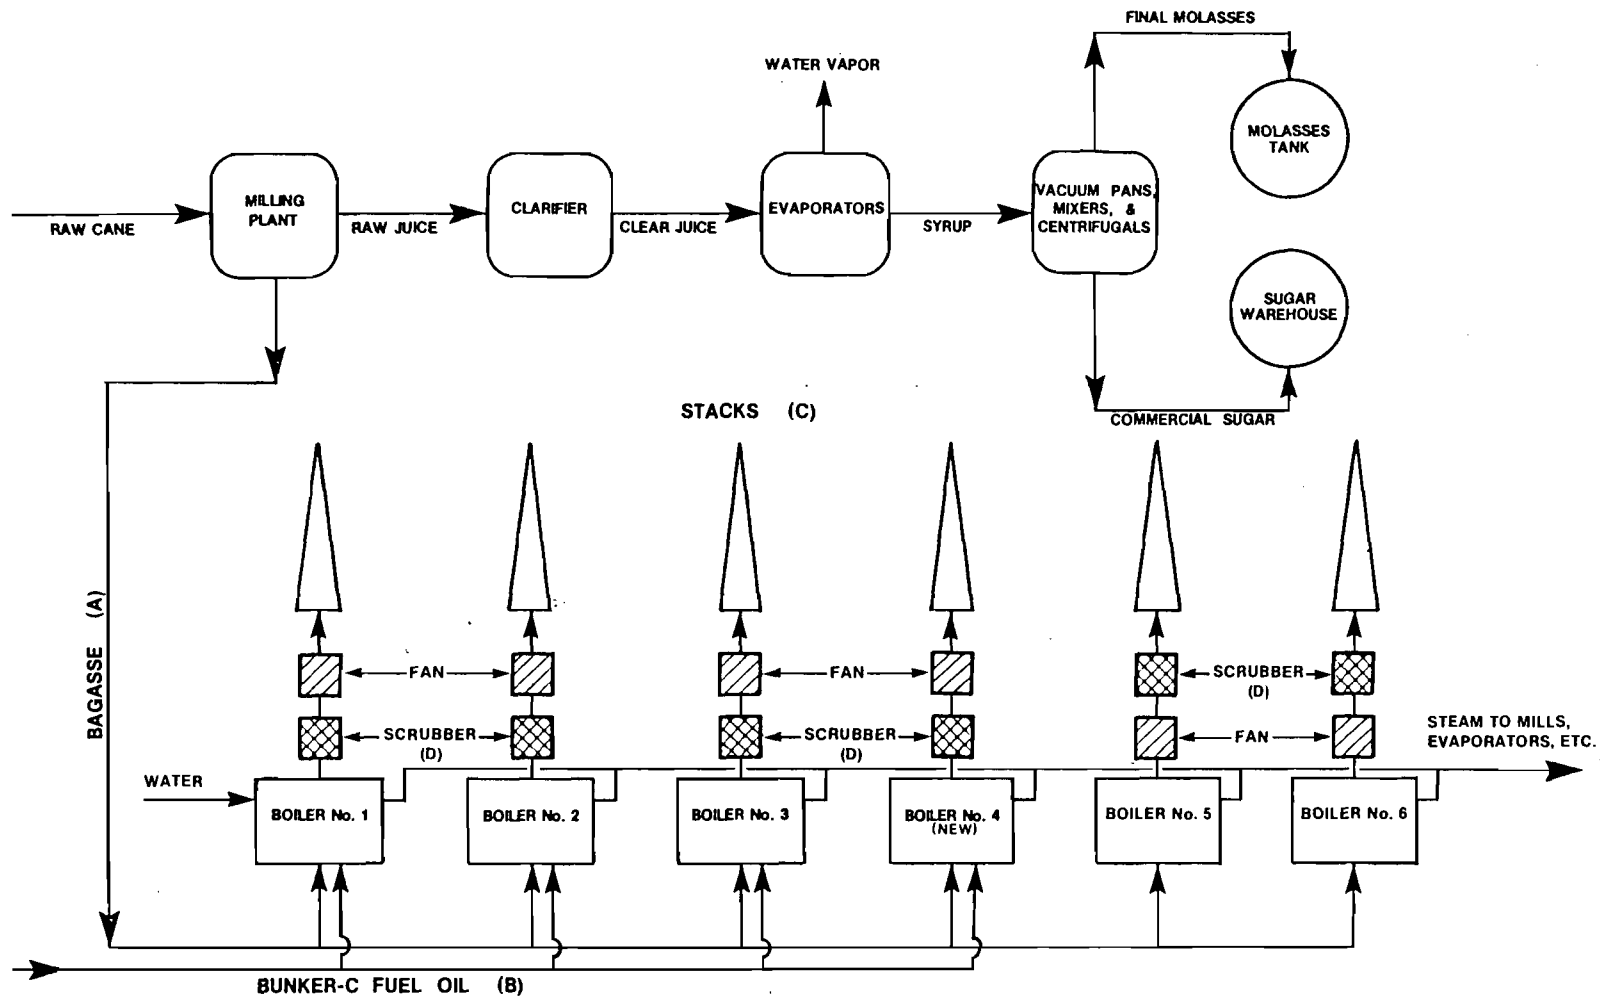 FINAL MOLASSES
WATER VAPOR
MOLASSES
TANK
MILLING
PLANT
CLARIFIER
EVAPORATORS
VACUUM PANS,
MIXERS, &
CENTRIFUGALS
RAW CANE
RAW JUICE
CLEAR JUICE
SYRUP
SUGAR
WAREHOUSE
STACKS (C)
COMMERCIAL SUGAR
BAGASSE (A)
FAN
FAN
SCRUBBER
(D)
SCRUBBER
(D)
SCRUBBER
(D)
FAN
STEAM TO MILLS,
EVAPORATORS, ETC.
WATER
BOILER No. 1
BOILER No. 2
BOILER No. 3
BOILER No. 4
(NEW)
BOILER No. 5
BOILER No. 6
BUNKER-C FUEL OIL (B)